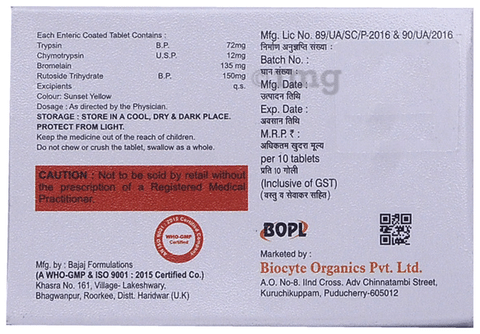 Each Enteric Coated Tablet Contains :
Trypsin B.P. 72mg
Chymotrypsin U.S.P. 12mg
Bromelain 135 mg
Rutoside Trihydrate B.P. 150mg
Excipients q.s.
Colour: Sunset Yellow
Dosage : As directed by the Physician.
STORAGE : STORE IN A COOL, DRY & DARK PLACE.
PROTECT FROM LIGHT.
Keep the medicine out of the reach of children.
Do not chew or crush the tablet, swallow as a whole.
CAUTION : Not to be sold by retail without
the prescription of a Registered Medical
Practitioner.
ISO 9001 : 2015 Certified Company
WHO-GMP
Certified
Mfg. by : Bajaj Formulations
(A WHO-GMP & ISO 9001 : 2015 Certified Co.)
Khasra No. 161, Village- Lakeshwary,
Bhagwanpur, Roorkee, Distt. Haridwar (U.K)
Mfg. Lic No. 89/UA/SC/P-2016 & 90/UA/2016
निर्माण अनुज्ञप्ति संख्या :
Batch No. :
घान संख्या :
Mfg. Date :
उत्पादन तिथि
Exp. Date :
अवसान तिथि
M.R.P. ₹ :
अधिकतम खुदरा मूल्य
per 10 tablets
प्रति 10 गोली
(Inclusive of GST)
(वस्तु व सेवाकर सहित)
BOPL
Marketed by :
Biocyte Organics Pvt. Ltd.
A.O. No-8. IInd Cross. Adv Chinnatambi Street,
Kuruchikuppam, Puducherry-605012